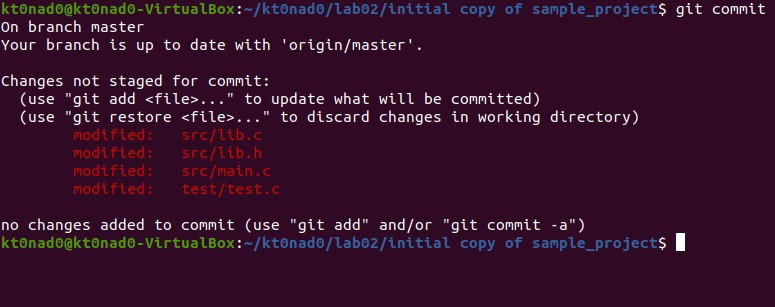 kt0nad0@kt0nad0-VirtualBox:~/kt0nad0/lab02/initial copy of sample_project$ git commit
On branch master
Your branch is up to date with 'origin/master'.
Changes not staged for commit:
(use "git add <file>..." to update what will be committed)
(use "git restore <file>..." to discard changes in working directory)
modified:   src/lib.c
modified:   src/lib.h
modified:   src/main.c
modified:   test/test.c
no changes added to commit (use "git add" and/or "git commit -a")
kt0nad0@kt0nad0-VirtualBox:~/kt0nad0/lab02/initial copy of sample_project$